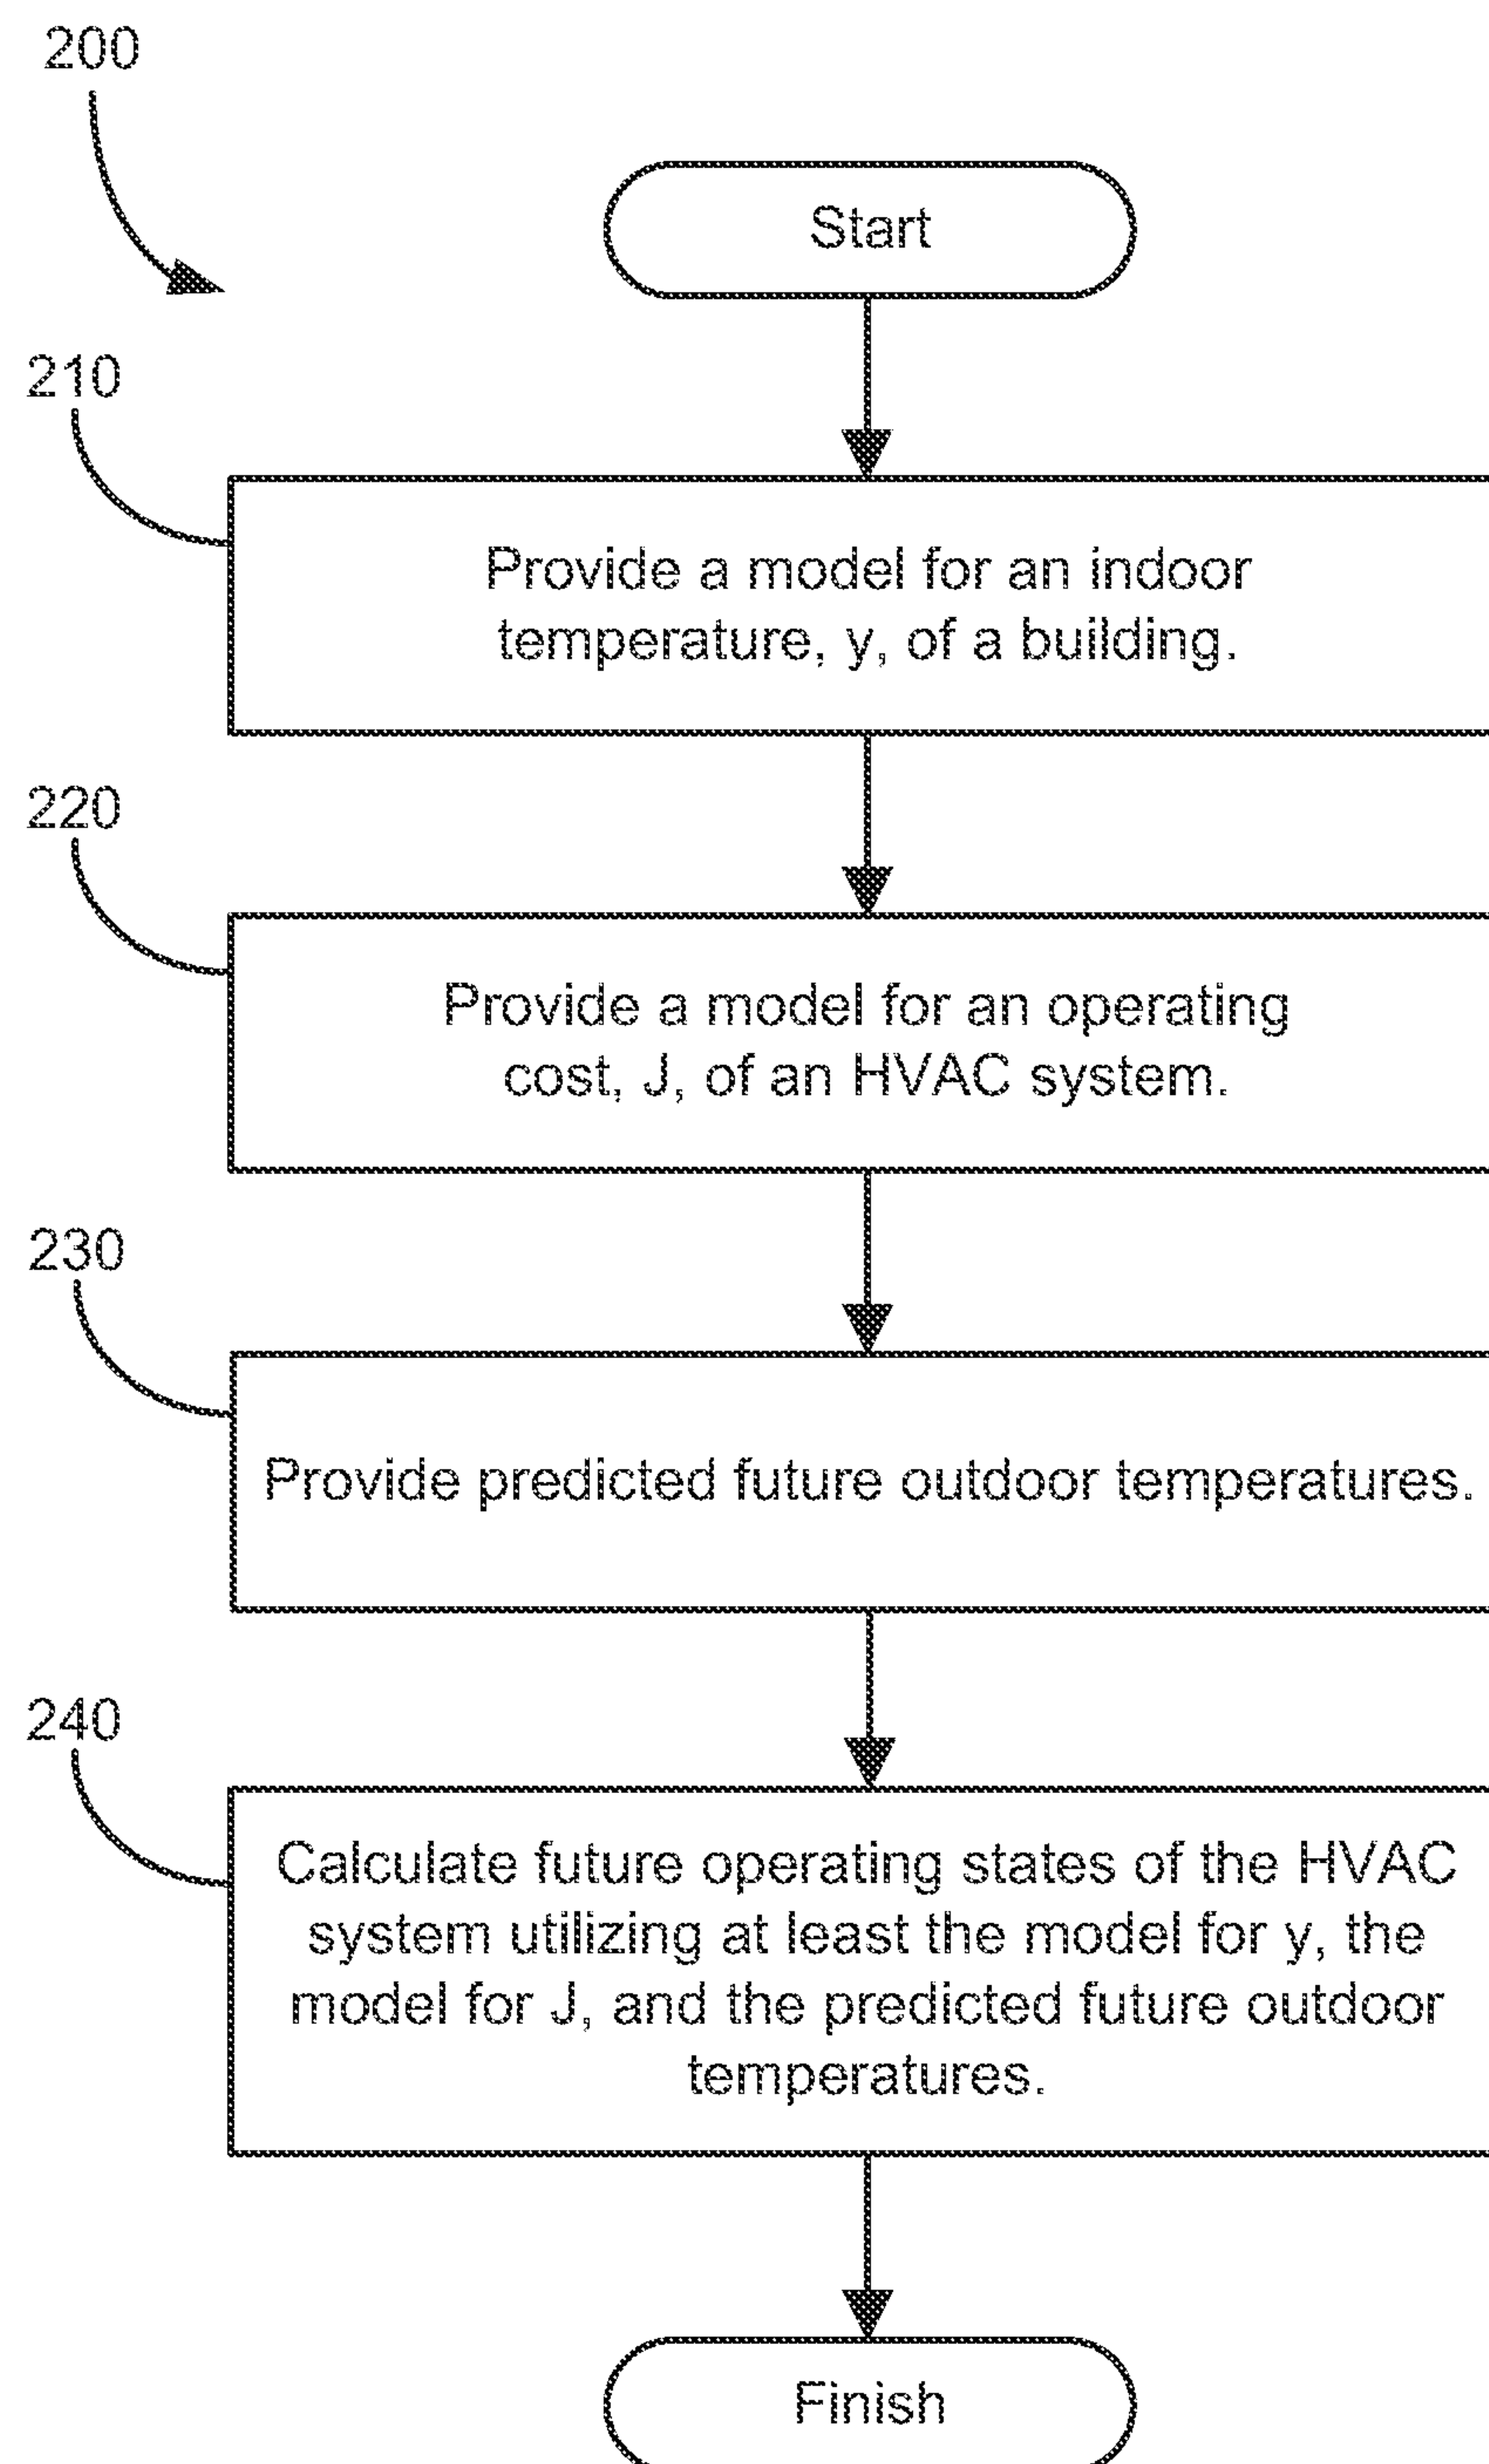 200
Start
210
Provide a model for an indoor
temperature, y, of a building.
220
Provide a model for an operating
cost, J, of an HVAC system.
230
Provide predicted future outdoor temperatures.
240
Calculate future operating states of the HVAC
system utilizing at least the model for y, the
model for J, and the predicted future outdoor
temperatures.
Finish